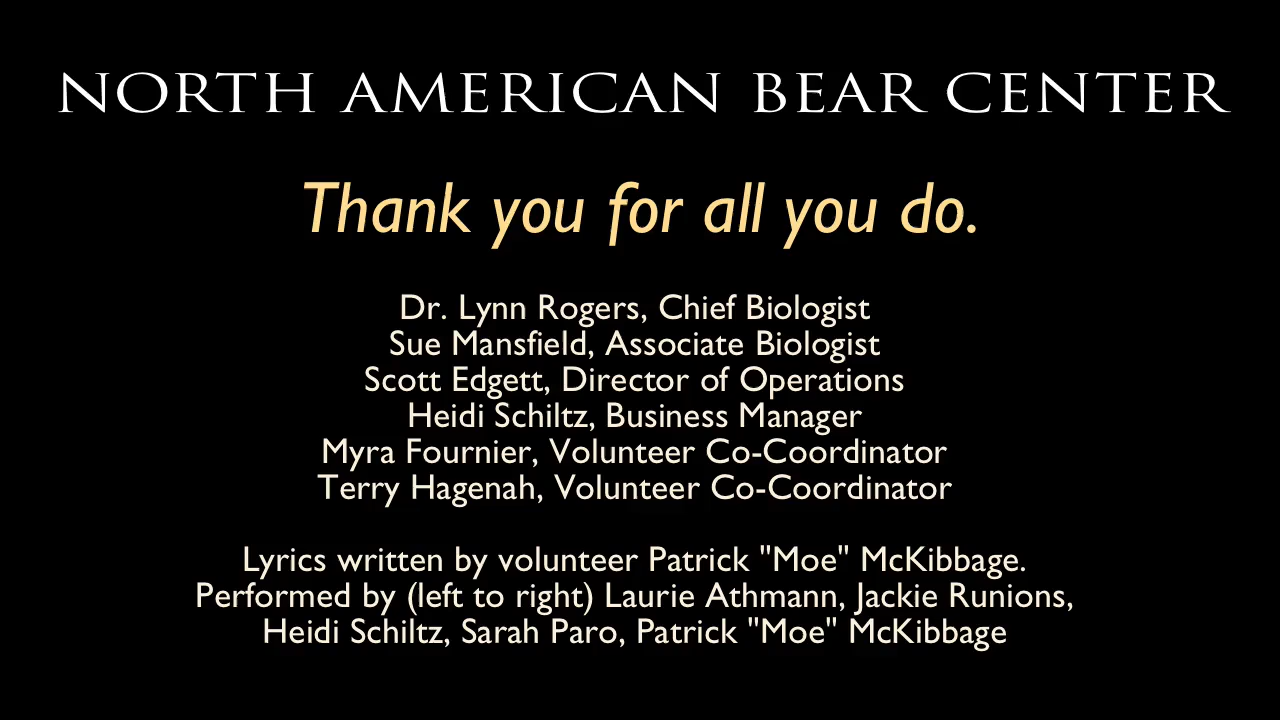 NORTH AMERICAN BEAR CENTER
Thank you for all you do.
Dr. Lynn Rogers, Chief Biologist
Sue Mansfield, Associate Biologist
Scott Edgett, Director of Operations
Heidi Schiltz, Business Manager
Myra Fournier, Volunteer Co-Coordinator
Terry Hagenah, Volunteer Co-Coordinator
Lyrics written by volunteer Patrick "Moe" McKibbage.
Performed by (left to right) Laurie Athmann, Jackie Runions,
Heidi Schiltz, Sarah Paro, Patrick "Moe" McKibbage